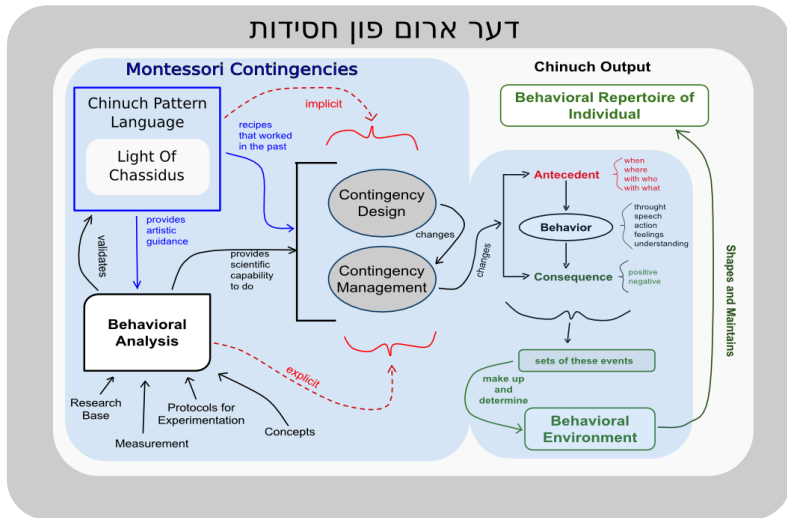 דער ארום פון חסידות
Montessori Contingencies
Chinuch Pattern
Language
Light Of
Chassidus
implicit
recipes
that worked
in the past
provides
artistic
guidance
validates
provides
scientific
capability
to do
Behavioral
Analysis
explicit
Research
Base
Measurement
Protocols for
Experimentation
Concepts
Contingency
Design
changes
Contingency
Management
changes
Chinuch Output
Behavioral Repertoire of
Individual
Antecedent
when
where
with who
with what
Behavior
throught
speech
action
feelings
understanding
Consequence
positive
negative
sets of these events
make up
and
determine
Behavioral
Environment
Shapes and Maintains